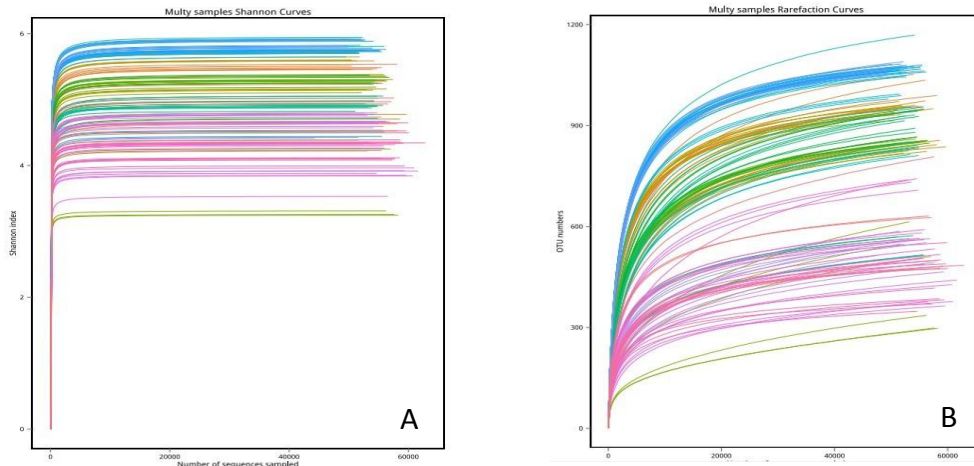 Multy samples Shannon Curves
6
4
2
0
Shannon index
0
20000
40000
60000
Number of sequences sampled
A
Multy samples Rarefaction Curves
1200
900
600
300
0
OTU numbers
0
20000
40000
60000
B